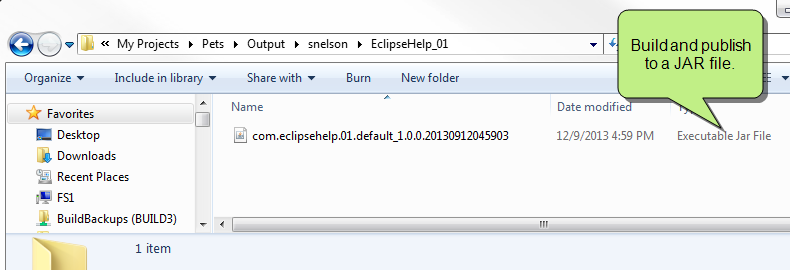 Build and publish
to a JAR file.
My Projects Pets Output snelson EclipseHelp_01
Organize Include in library Share with Burn New folder
Name Date modified
Favorites
com.eclipsehelp.01.default_1.0.0.20130912045903 12/9/2013 4:59 PM Executable Jar File
Desktop
Downloads
Recent Places
FS1
BuildBackups (BUILD3)
1 item